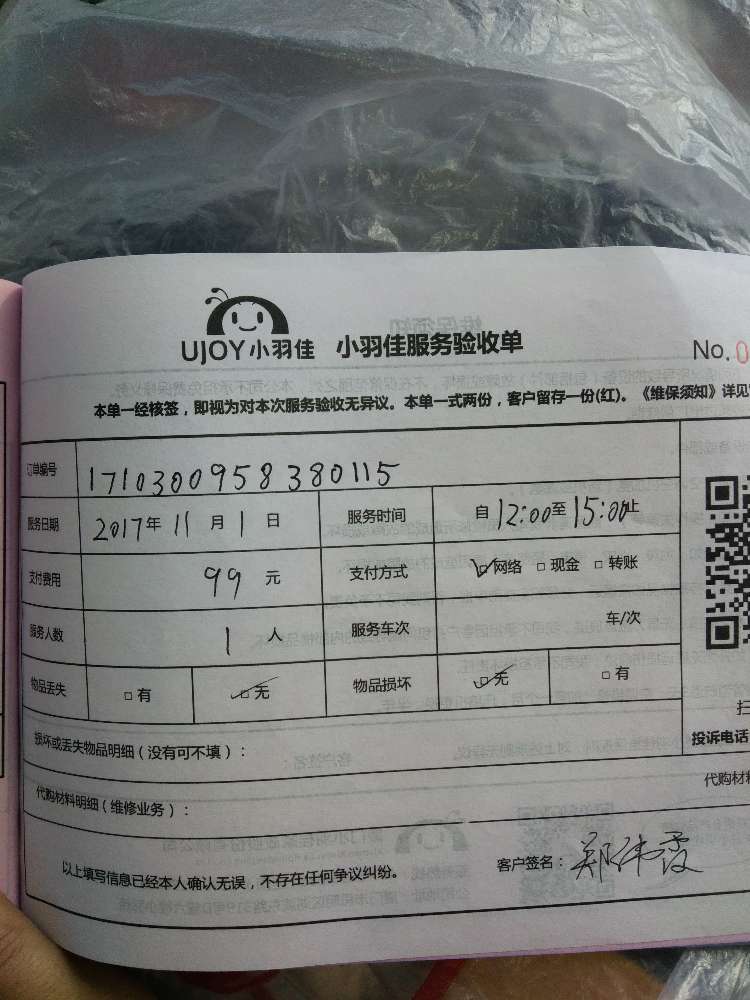 UJOY小羽佳 小羽佳服务验收单
No. 0
本单一经核签，即视为对本次服务验收无异议。本单一式两份，客户留存一份(红)。《维保须知》详见
订单编号 1710300958380115
服务日期 2017年 11月 1日 服务时间 自12:00至15:00止
支付费用 99 元 支付方式 网络 现金 转账
服务人数 1 人 服务车次 车/次
物品丢失 有 无 物品损坏 无 有
扫
损坏或丢失物品明细（没有可不填）：
投诉电话
代购材料明细（维修业务）：
代购材料
以上填写信息已经本人确认无误，不存在任何争议纠纷。
客户签名：郑伟霞